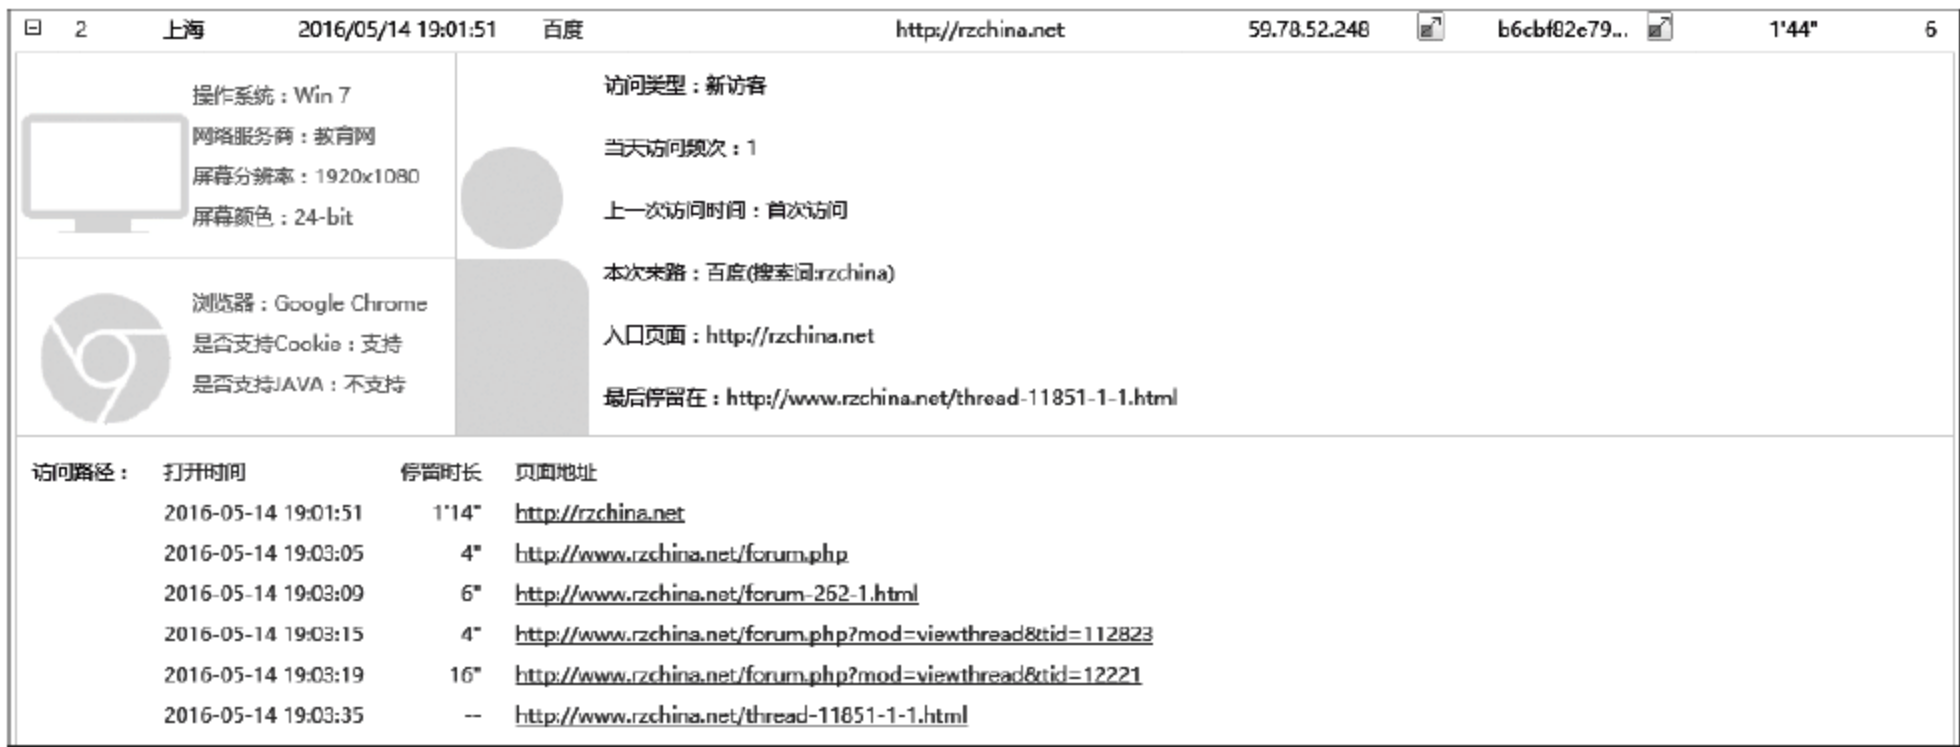 2 上海 2016/05/14 19:01:51 百度 http://rzchina.net 59.78.52.248 b6cbf82e79... 1'44" 6
操作系统：Win 7
网络服务商：教育网
屏幕分辨率：1920x1080
屏幕颜色：24-bit
浏览器：Google Chrome
是否支持Cookie：支持
是否支持JAVA：不支持
访问类型：新访客
当天访问频次：1
上一次访问时间：首次访问
本次来路：百度(搜索词:rzchina)
入口页面：http://rzchina.net
最后停留在：http://www.rzchina.net/thread-11851-1-1.html
访问路径： 打开时间 停留时长 页面地址
2016-05-14 19:01:51 1'14" http://rzchina.net
2016-05-14 19:03:05 4" http://www.rzchina.net/forum.php
2016-05-14 19:03:09 6" http://www.rzchina.net/forum-262-1.html
2016-05-14 19:03:15 4" http://www.rzchina.net/forum.php?mod=viewthread&tid=112823
2016-05-14 19:03:19 16" http://www.rzchina.net/forum.php?mod=viewthread&tid=12221
2016-05-14 19:03:35 -- http://www.rzchina.net/thread-11851-1-1.html